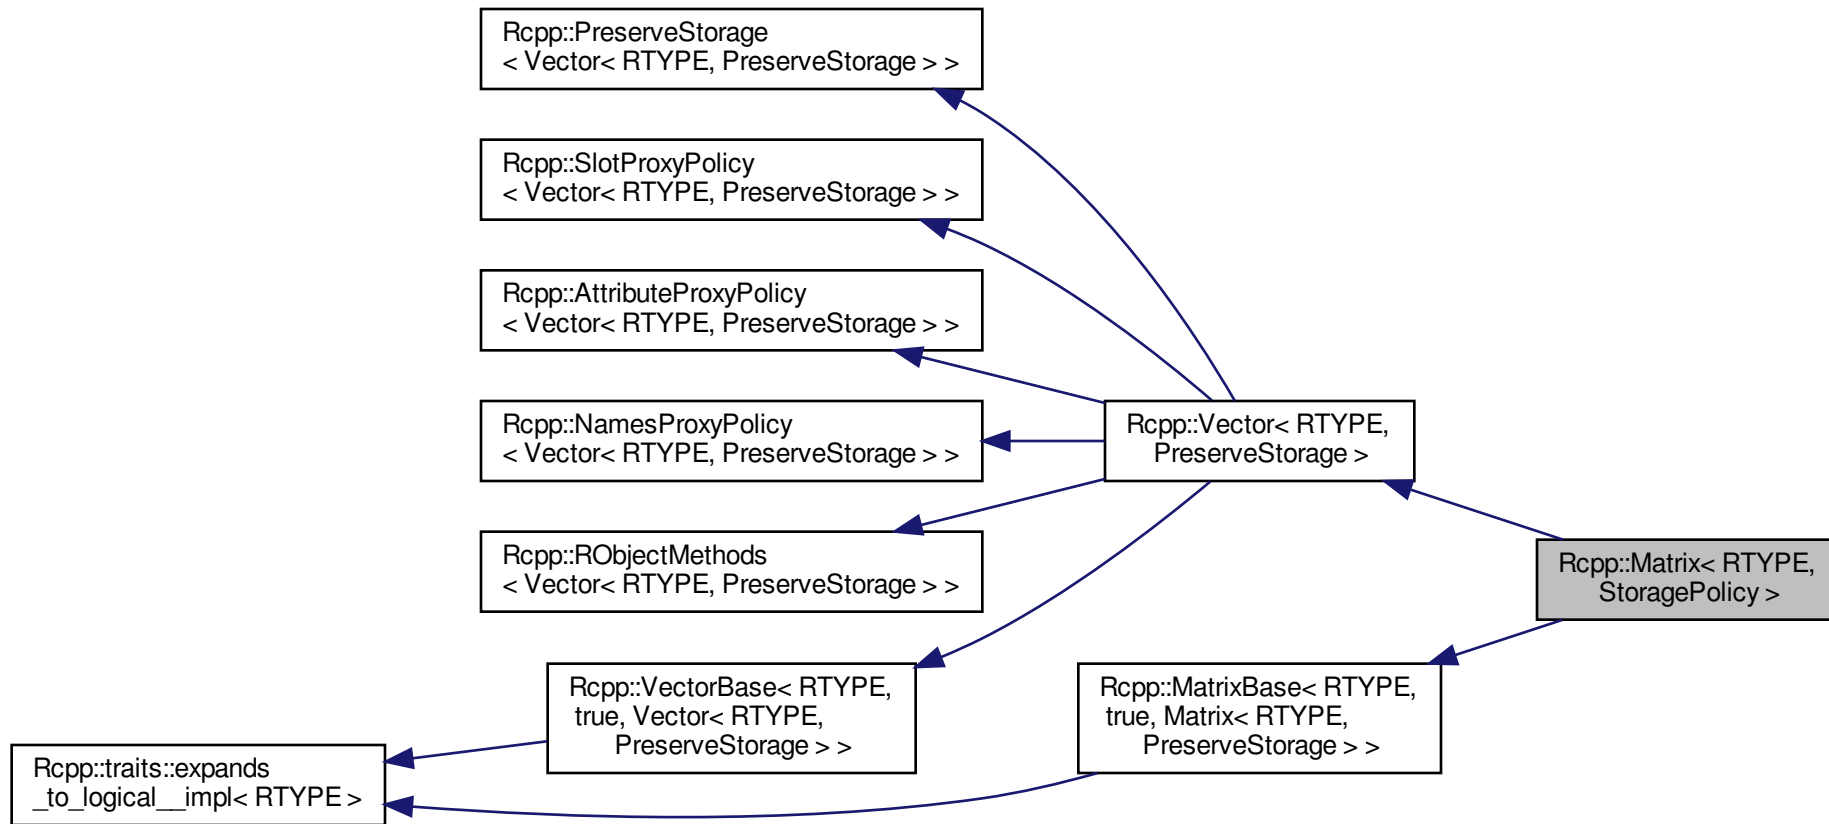 Rcpp::PreserveStorage
< Vector< RTYPE, PreserveStorage > >
Rcpp::SlotProxyPolicy
< Vector< RTYPE, PreserveStorage > >
Rcpp::AttributeProxyPolicy
< Vector< RTYPE, PreserveStorage > >
Rcpp::NamesProxyPolicy
< Vector< RTYPE, PreserveStorage > >
Rcpp::RObjectMethods
< Vector< RTYPE, PreserveStorage > >
Rcpp::VectorBase< RTYPE,
true, Vector< RTYPE,
PreserveStorage > >
Rcpp::traits::expands
_to_logical__impl< RTYPE >
Rcpp::Vector< RTYPE,
PreserveStorage >
Rcpp::MatrixBase< RTYPE,
true, Matrix< RTYPE,
PreserveStorage > >
Rcpp::Matrix< RTYPE,
StoragePolicy >